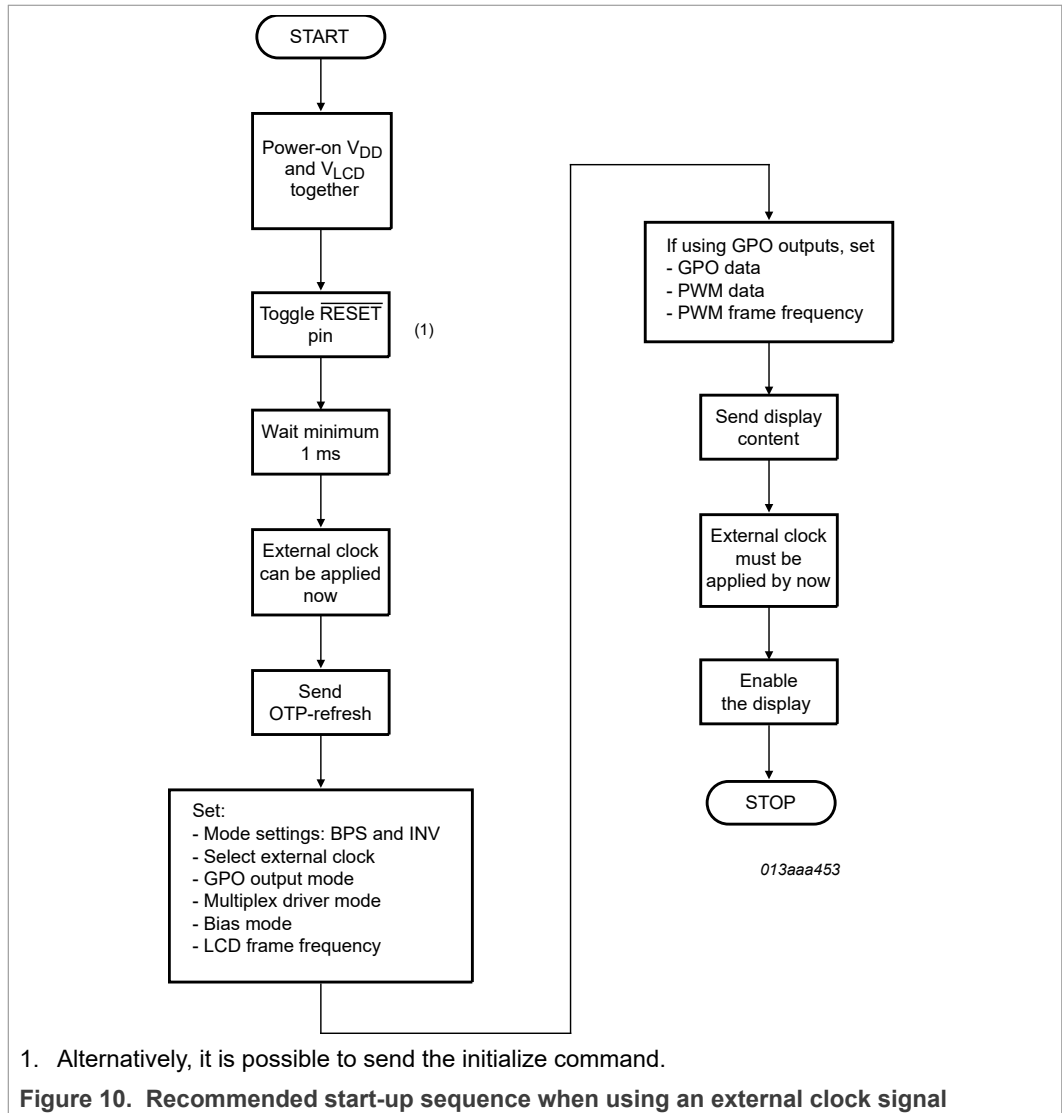 START
Power-on VDD
and VLCD
together
Toggle RESET
pin
(1)
Wait minimum
1 ms
External clock
can be applied
now
Send
OTP-refresh
Set:
- Mode settings: BPS and INV
- Select external clock
- GPO output mode
- Multiplex driver mode
- Bias mode
- LCD frame frequency
If using GPO outputs, set
- GPO data
- PWM data
- PWM frame frequency
Send display
content
External clock
must be
applied by now
Enable
the display
STOP
013aaa453
1. Alternatively, it is possible to send the initialize command.
Figure 10. Recommended start-up sequence when using an external clock signal